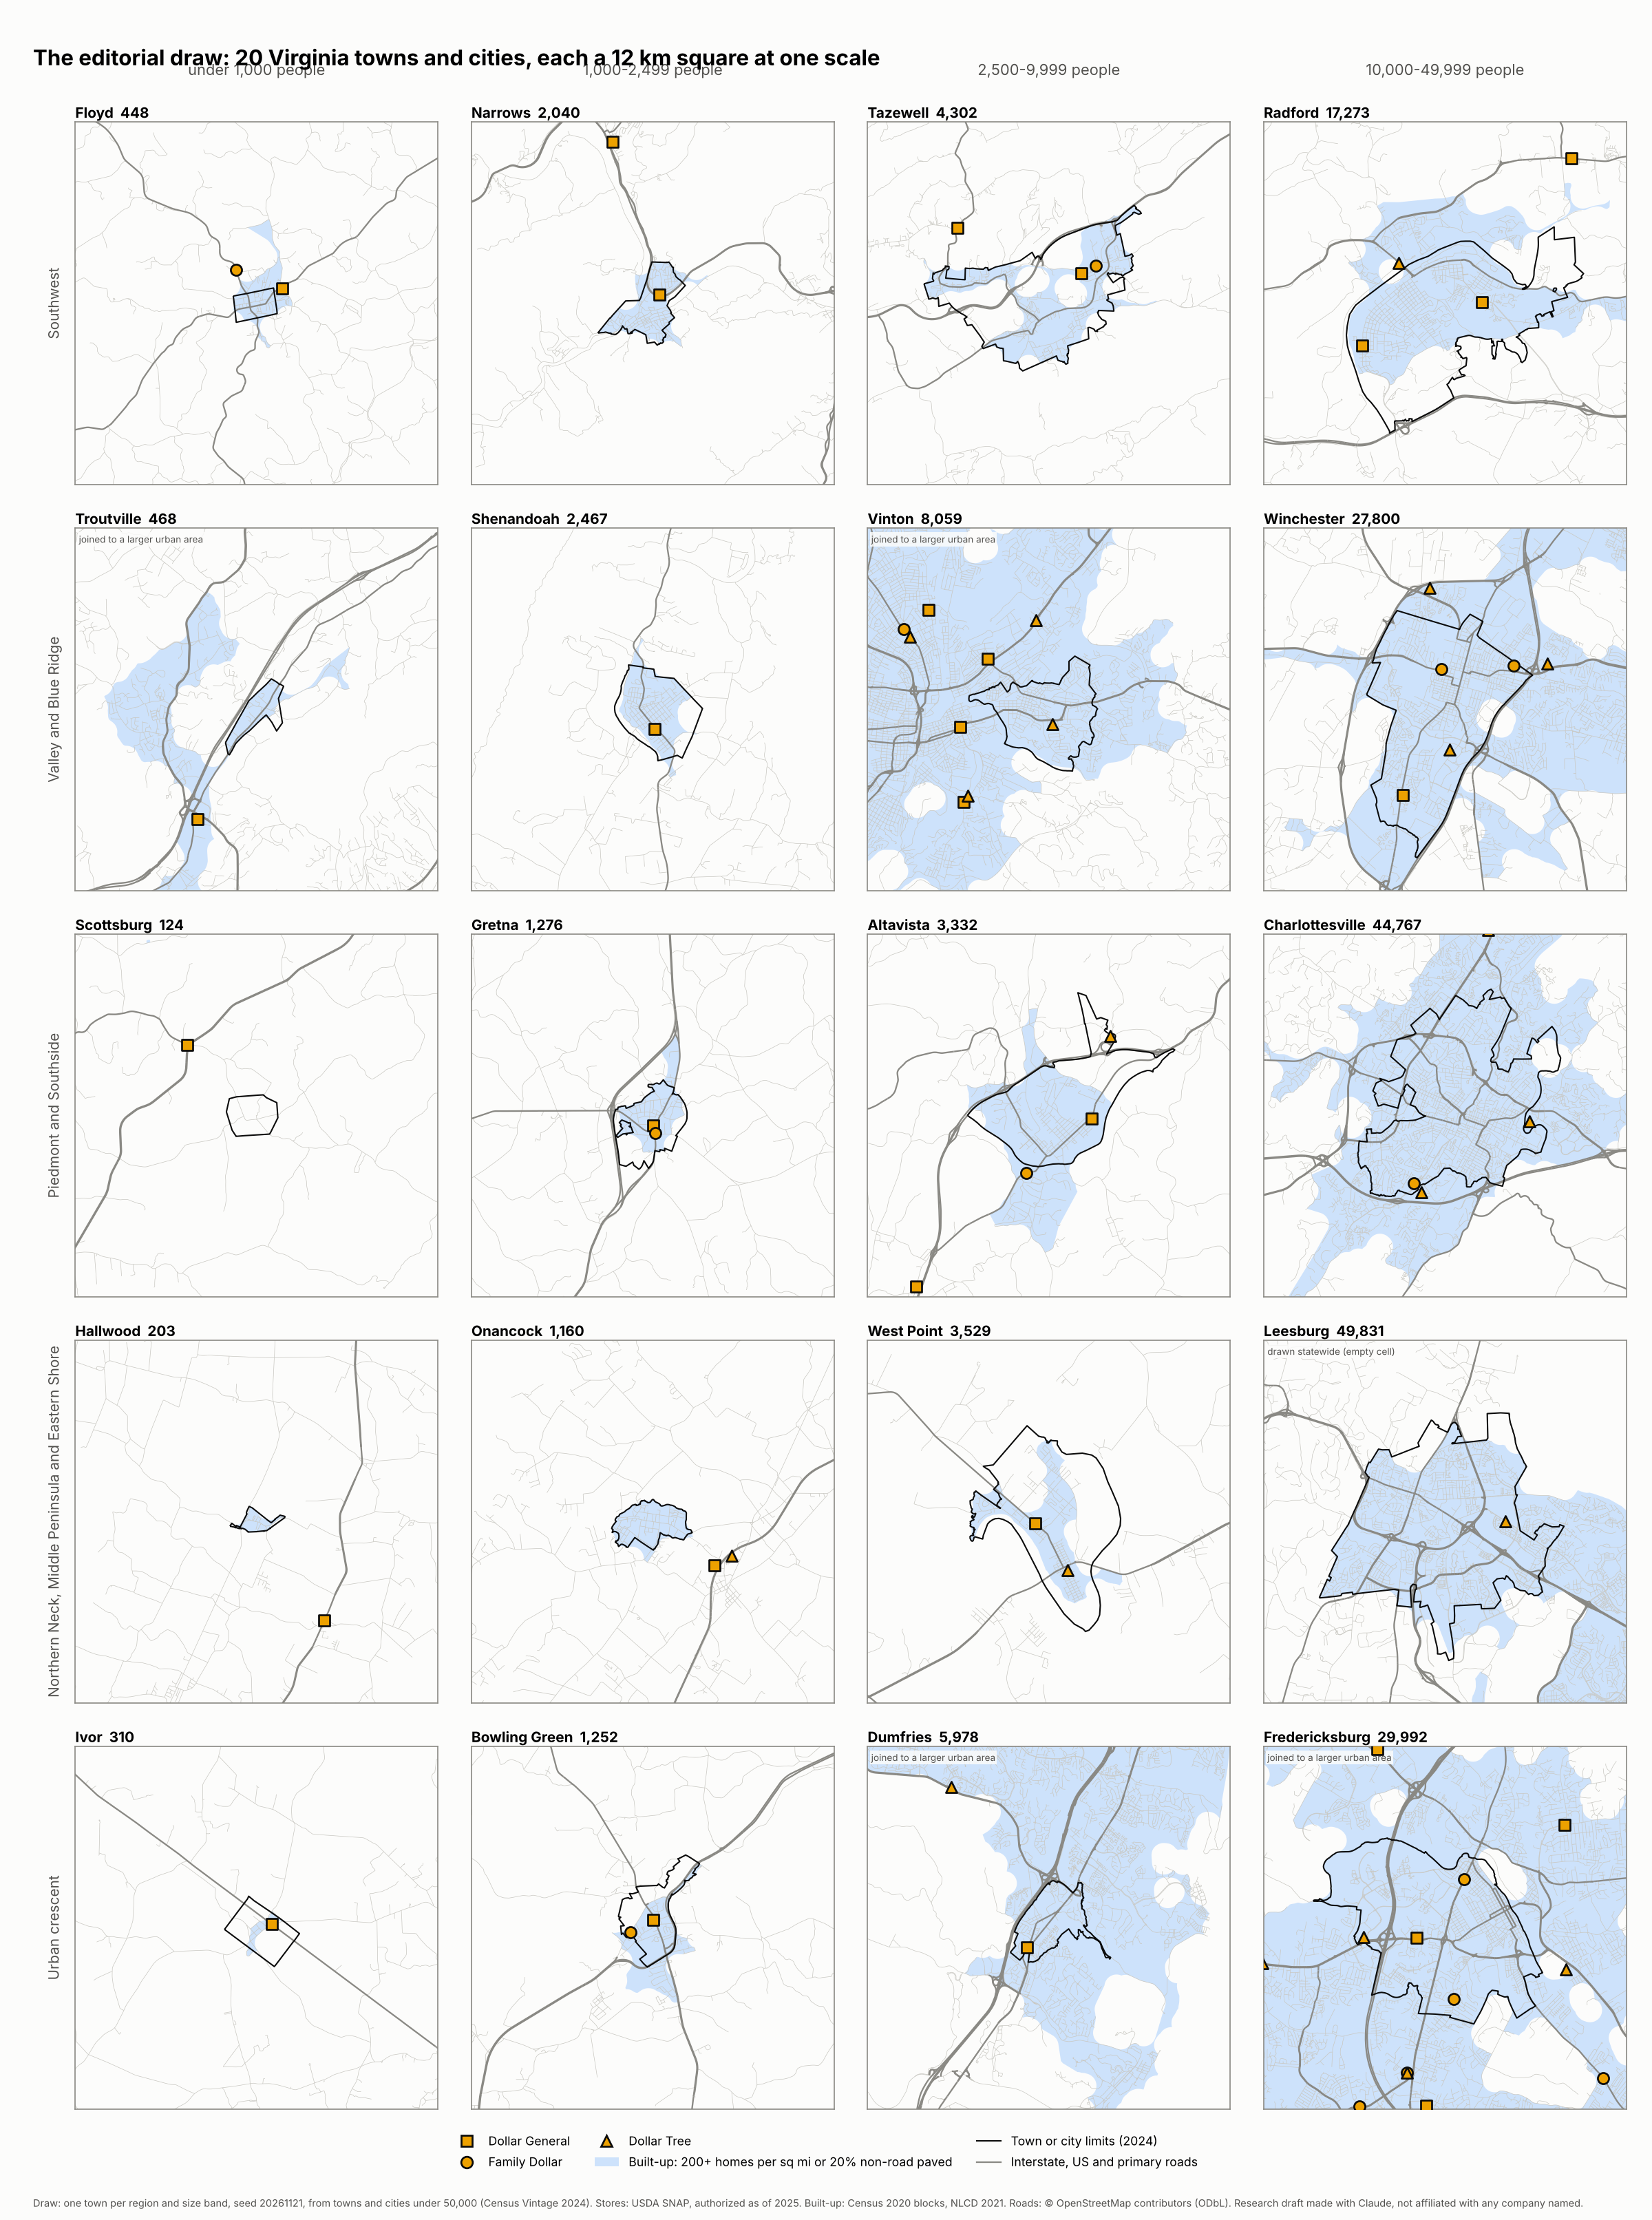 The editorial draw: 20 Virginia towns and cities, each a 12 km square at one scale
under 1,000 people
1,000-2,499 people
2,500-9,999 people
10,000-49,999 people
Southwest
Floyd 448
Narrows 2,040
Tazewell 4,302
Radford 17,273
Valley and Blue Ridge
Troutville 468
joined to a larger urban area
Shenandoah 2,467
Vinton 8,059
joined to a larger urban area
Winchester 27,800
Piedmont and Southside
Scottsburg 124
Gretna 1,276
Altavista 3,332
Charlottesville 44,767
Northern Neck, Middle Peninsula and Eastern Shore
Hallwood 203
Onancock 1,160
West Point 3,529
Leesburg 49,831
drawn statewide (empty cell)
Urban crescent
Ivor 310
Bowling Green 1,252
Dumfries 5,978
joined to a larger urban area
Fredericksburg 29,992
joined to a larger urban area
Dollar General
Family Dollar
Dollar Tree
Built-up: 200+ homes per sq mi or 20% non-road paved
Town or city limits (2024)
Interstate, US and primary roads
Draw: one town per region and size band, seed 20261121, from towns and cities under 50,000 (Census Vintage 2024). Stores: USDA SNAP, authorized as of 2025. Built-up: Census 2020 blocks, NLCD 2021. Roads: © OpenStreetMap contributors (ODbL). Research draft made with Claude, not affiliated with any company named.